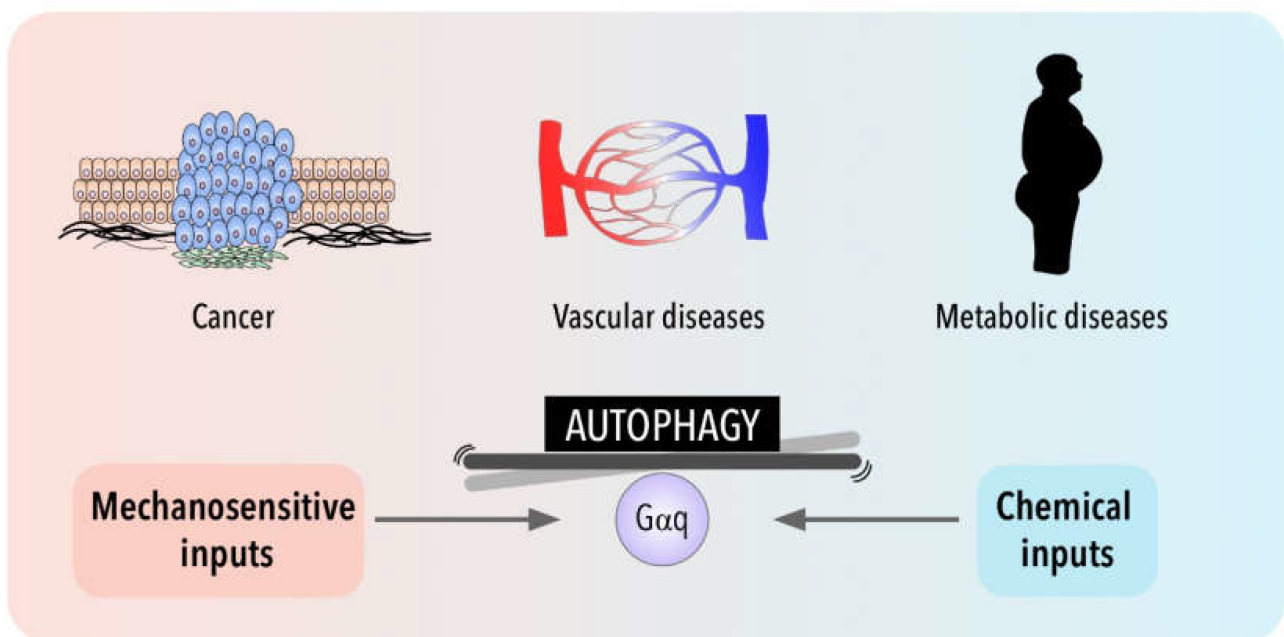 Cancer
Vascular diseases
Metabolic diseases
AUTOPHAGY
Mechanosensitive
inputs
Gαq
Chemical
inputs